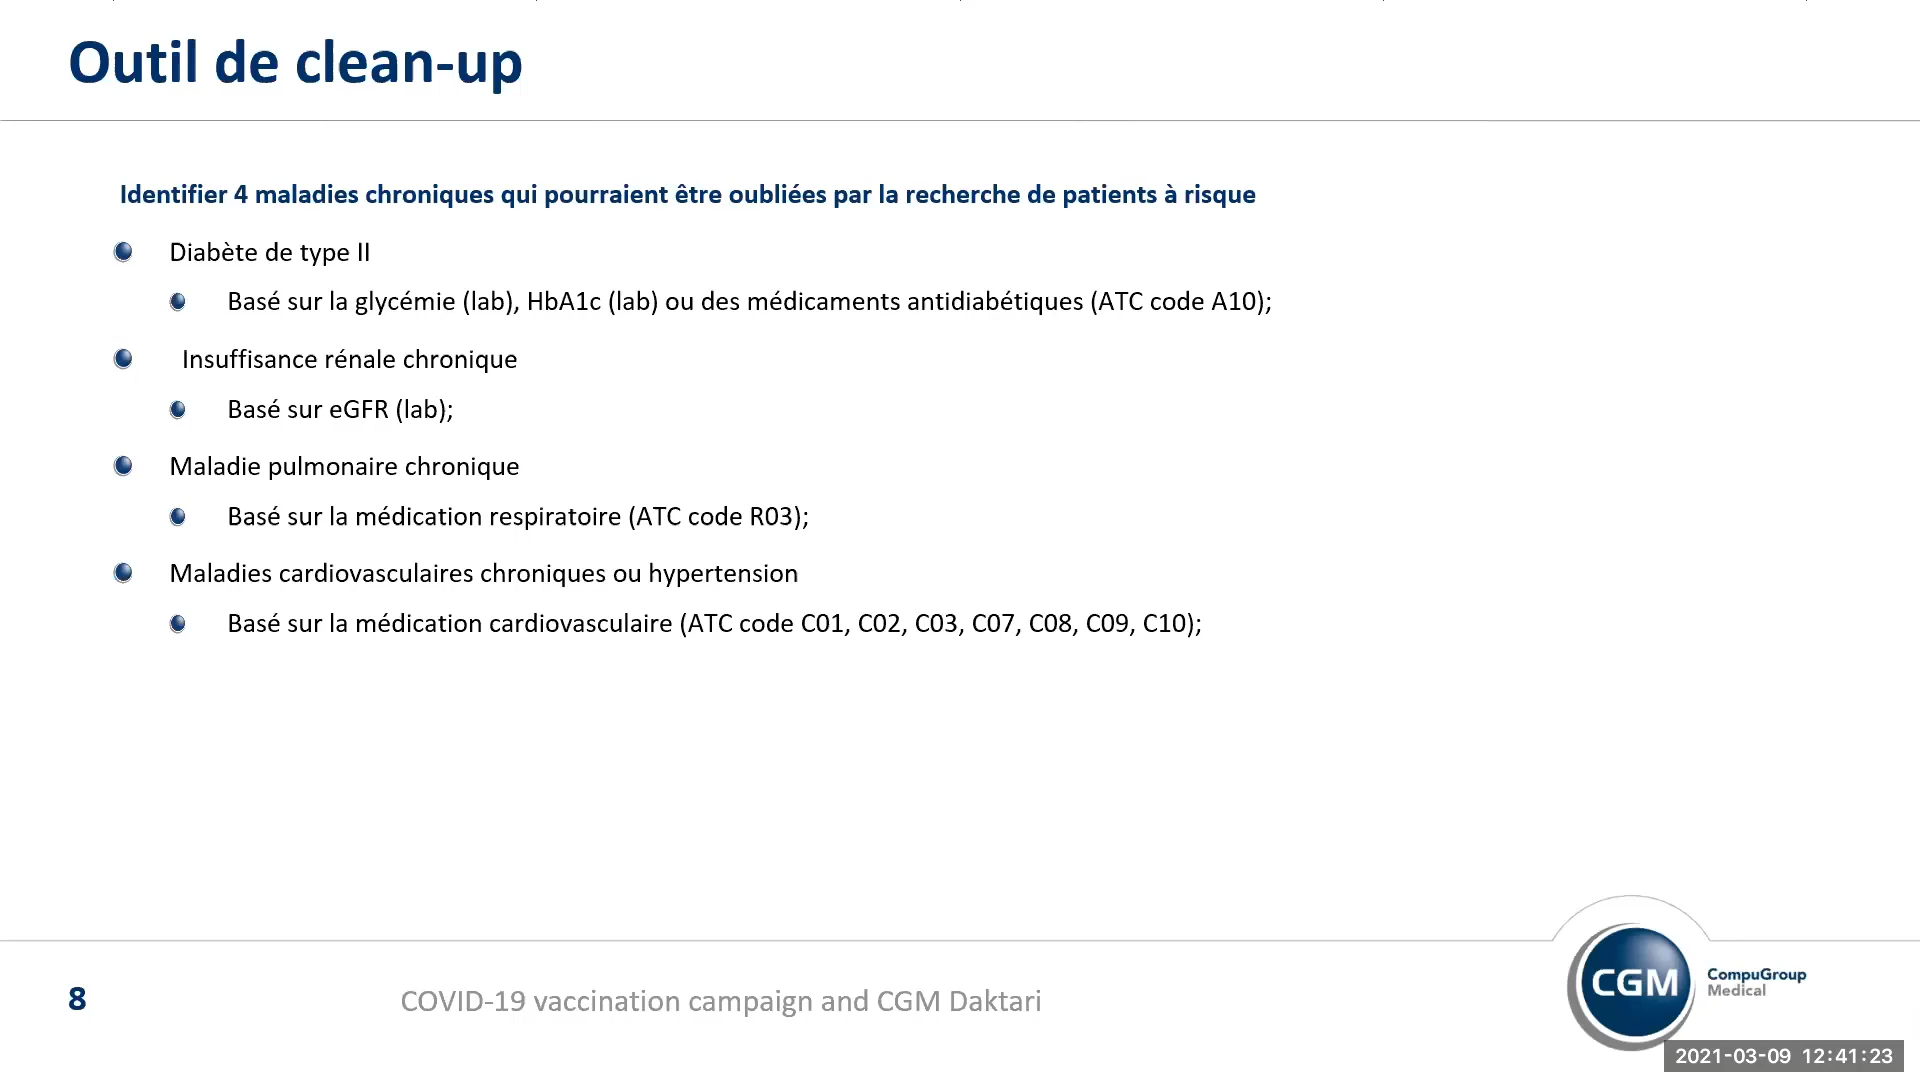 Outil de clean-up
Identifier 4 maladies chroniques qui pourraient être oubliées par la recherche de patients à risque
Diabète de type II
Basé sur la glycémie (lab), HbA1c (lab) ou des médicaments antidiabétiques (ATC code A10);
Insuffisance rénale chronique
Basé sur eGFR (lab);
Maladie pulmonaire chronique
Basé sur la médication respiratoire (ATC code R03);
Maladies cardiovasculaires chroniques ou hypertension
Basé sur la médication cardiovasculaire (ATC code C01, C02, C03, C07, C08, C09, C10);
8
COVID-19 vaccination campaign and CGM Daktari
CGM
CompuGroup
Medical
2021-03-09 12:41:23